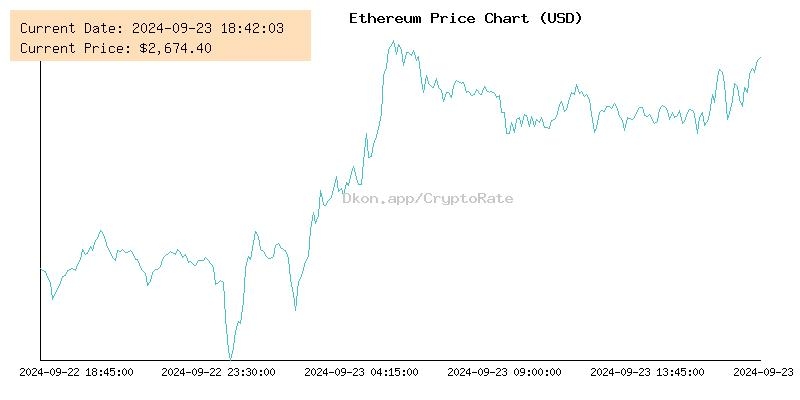 Ethereum Price Chart (USD)
Current Date: 2024-09-23 18:42:03
Current Price: $2,674.40
Dkon.app/CryptoRate
2024-09-22 18:45:00
2024-09-22 23:30:00
2024-09-23 04:15:00
2024-09-23 09:00:00
2024-09-23 13:45:00
2024-09-23